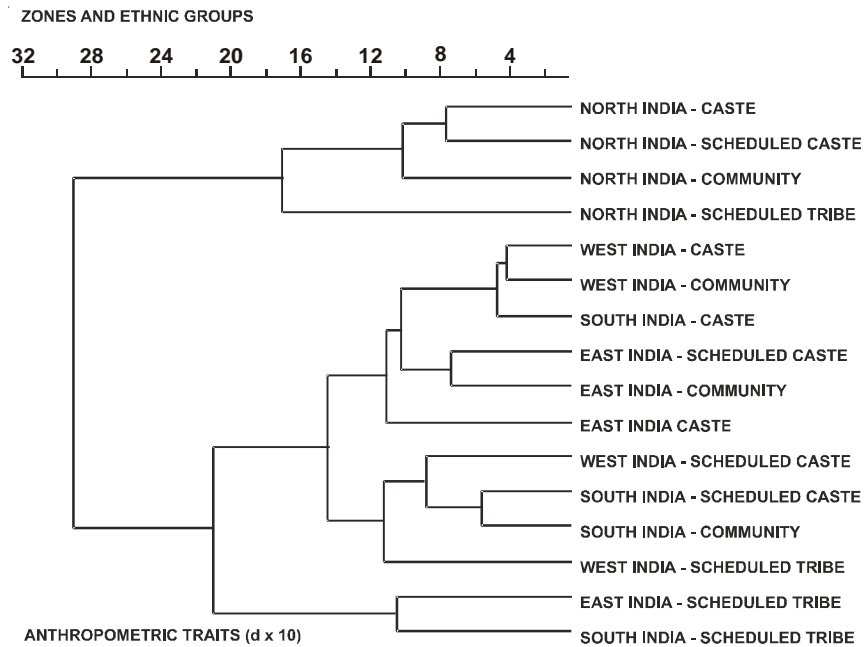 ZONES AND ETHNIC GROUPS
32 28 24 20 16 12 8 4
NORTH INDIA - CASTE
NORTH INDIA - SCHEDULED CASTE
NORTH INDIA - COMMUNITY
NORTH INDIA - SCHEDULED TRIBE
WEST INDIA - CASTE
WEST INDIA - COMMUNITY
SOUTH INDIA - CASTE
EAST INDIA - SCHEDULED CASTE
EAST INDIA - COMMUNITY
EAST INDIA CASTE
WEST INDIA - SCHEDULED CASTE
SOUTH INDIA - SCHEDULED CASTE
SOUTH INDIA - COMMUNITY
WEST INDIA - SCHEDULED TRIBE
EAST INDIA - SCHEDULED TRIBE
SOUTH INDIA - SCHEDULED TRIBE
ANTHROPOMETRIC TRAITS (d x 10)